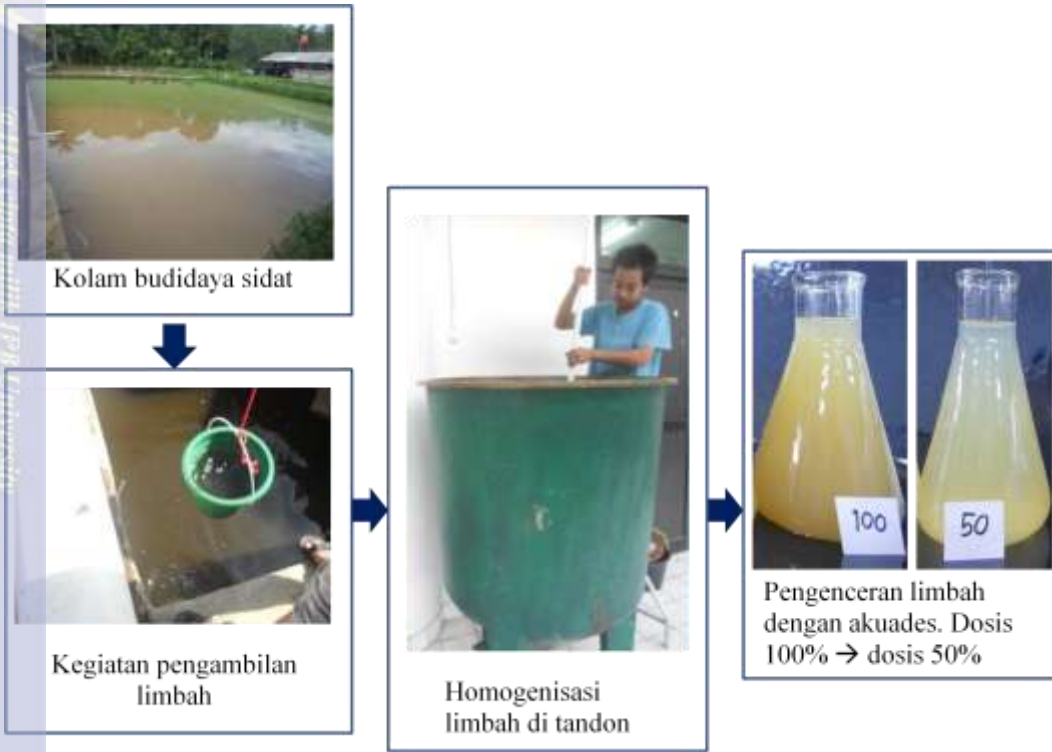 Kolam budidaya sidat
Kegiatan pengambilan
limbah
Homogenisasi
limbah di tandon
100
50
Pengenceran limbah
dengan akuades. Dosis
100% → dosis 50%